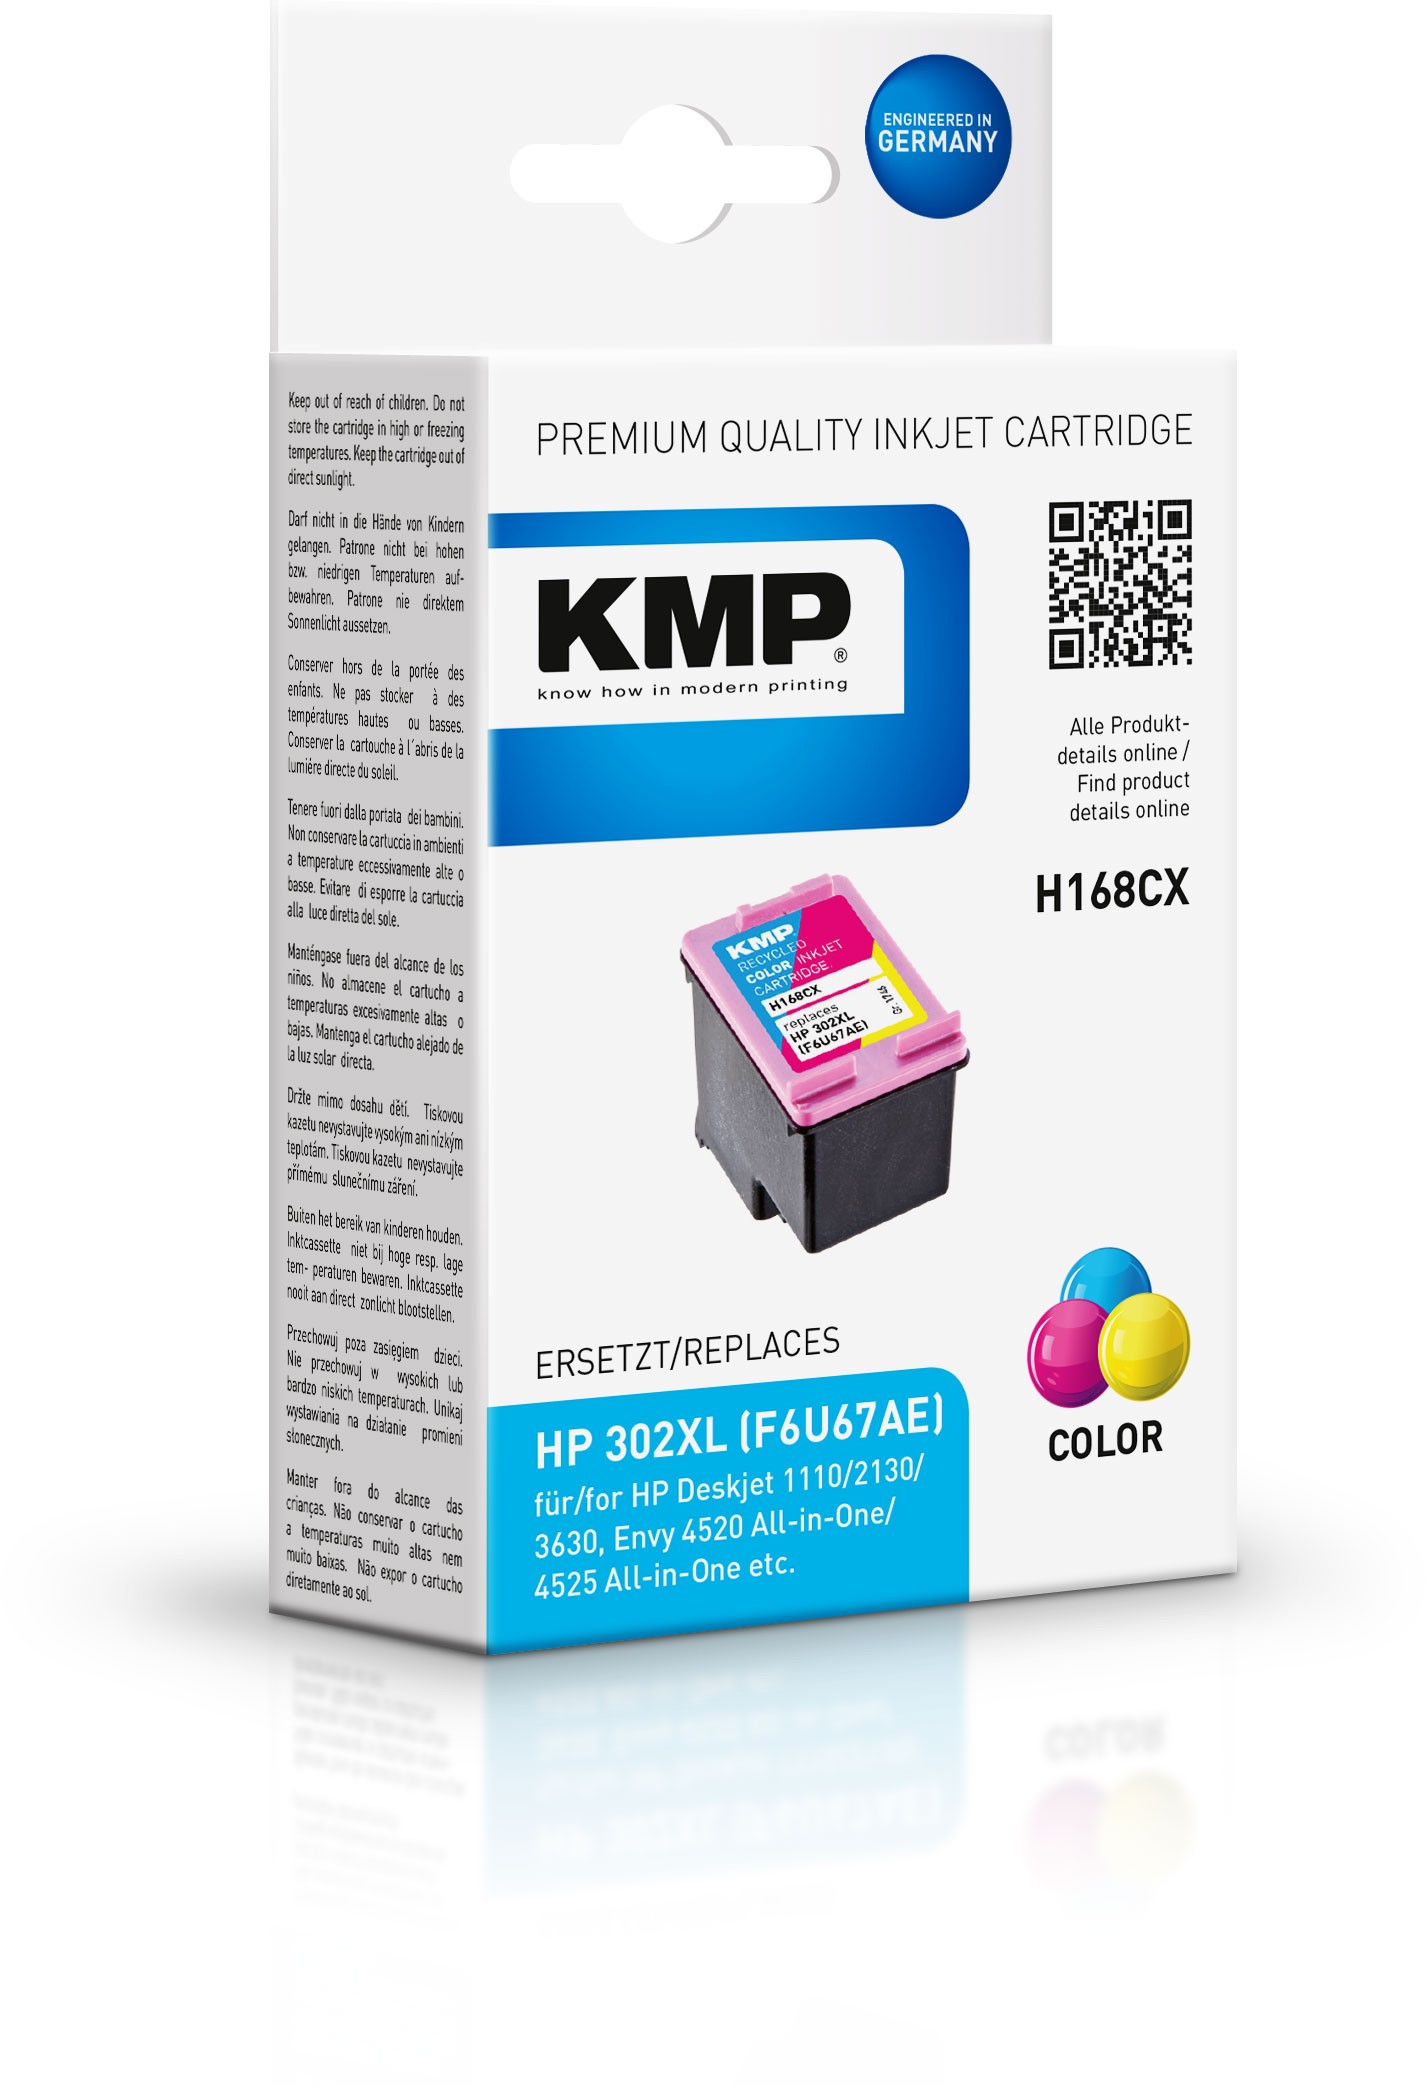 ENGINEERED IN
GERMANY
PREMIUM QUALITY INKJET CARTRIDGE
KMP®
know how in modern printing
Alle Produkt-
details online /
Find product
details online
H168CX
KMP
RECYCLED
COLOR INKJET
CARTRIDGE.
H168CX
replaces
HP 302XL
(F6U67AE)
ERSETZT/REPLACES
HP 302XL (F6U67AE)
für/for HP Deskjet 1110/2130/
3630, Envy 4520 All-in-One/
4525 All-in-One etc.
COLOR
Keep out of reach of children. Do not
store the cartridge in high or freezing
temperatures. Keep the cartridge out of
direct sunlight.
Darf nicht in die Hände von Kindern
gelangen. Patrone nicht bei hohen
bzw. niedrigen Temperaturen auf-
bewahren. Patrone nie direktem
Sonnenlicht aussetzen.
Conserver hors de la portée des
enfants. Ne pas stocker à des
températures hautes ou basses.
Conserver la cartouche à l´abris de la
lumiére directe du soleil.
Tenere fuori dalla portata dei bambini.
Non conservare la cartuccia in ambienti
a temperature eccessivamente alte o
basse. Evitare di esporre la cartuccia
alla luce diretta del sole.
Manténgase fuera del alcance de los
niños. No almacene el cartucho a
temperaturas excesivamente altas o
bajas. Mantenga el cartucho alejado de
la luz solar directa.
Držte mimo dosahu dětí. Tiskovou
kazetu nevystavujte vysokým ani nízkým
teplotám. Tiskovou kazetu nevystavujte
přímému slunečnímu záření.
Buiten het bereik van kinderen houden.
Inktcassette niet bij hoge resp. lage
tem- peraturen bewaren. Inktcassette
nooit aan direct zonlicht blootstellen.
Przechowuj poza zasięgiem dzieci.
Nie przechowuj w wysokich lub
bardzo niskich temperaturach. Unikaj
wystawiania na działanie promieni
słonecznych.
Manter fora do alcance das
crianças. Não conservar o cartucho
a temperaturas muito altas nem
muito baixas. Não expor o cartucho
diretamente ao sol.